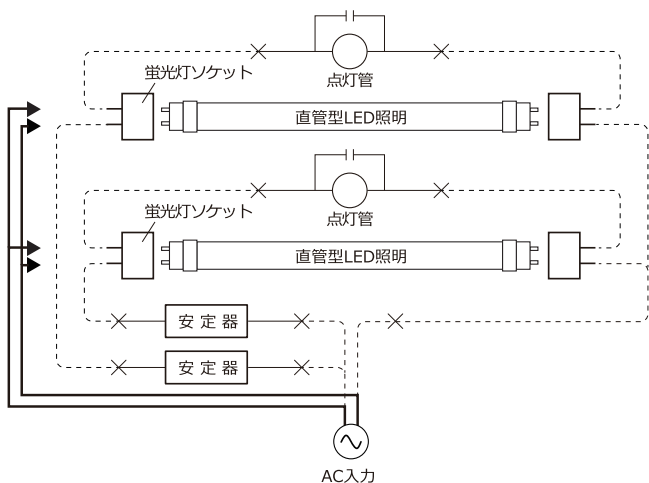 点灯管
蛍光灯ソケット
直管型LED照明
点灯管
蛍光灯ソケット
直管型LED照明
安定器
安定器
AC入力